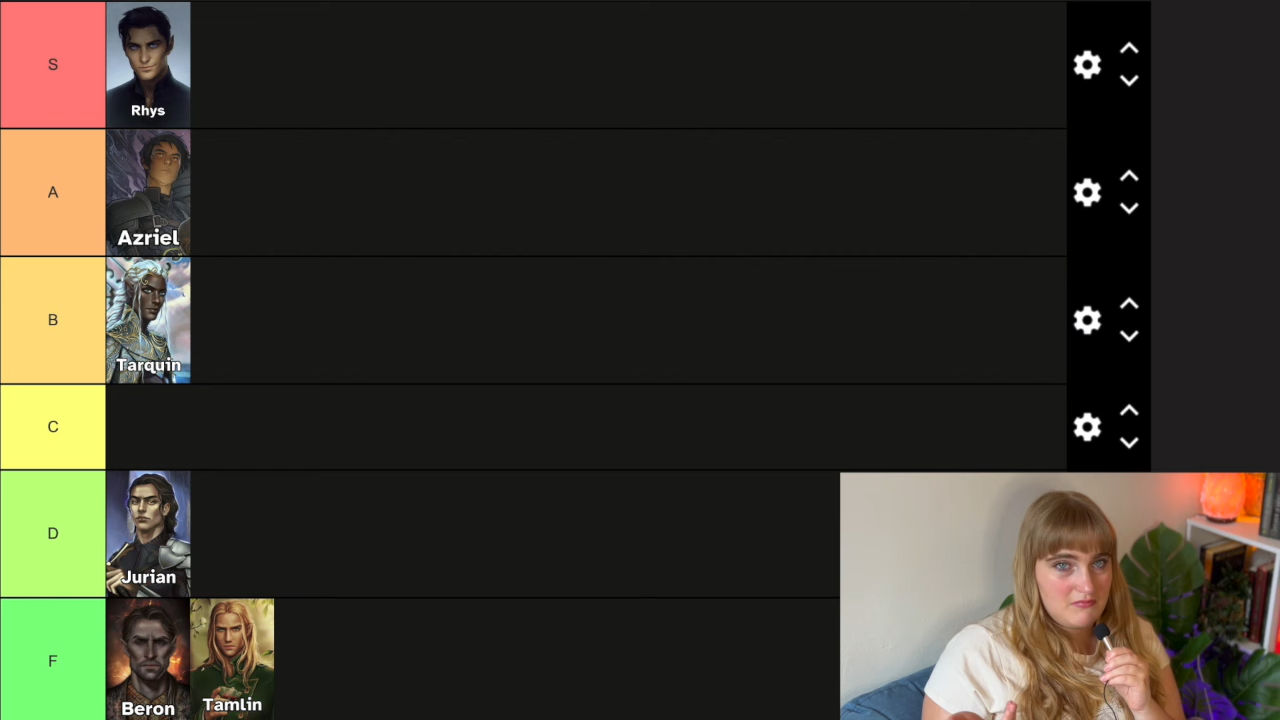 S
Rhys
A
Azriel
B
Tarquin
C
D
Jurian
F
Beron
Tamlin